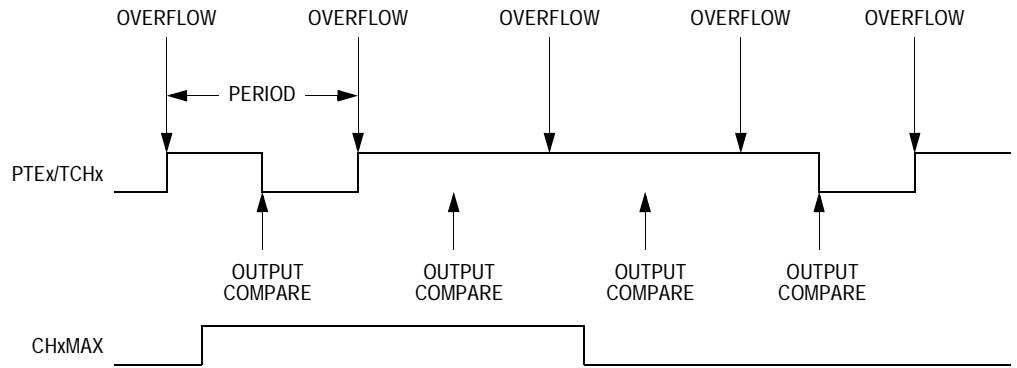 OVERFLOW OVERFLOW OVERFLOW OVERFLOW OVERFLOW
PERIOD
PTEx/TCHx
OUTPUT COMPARE
OUTPUT COMPARE
OUTPUT COMPARE
OUTPUT COMPARE
CHxMAX